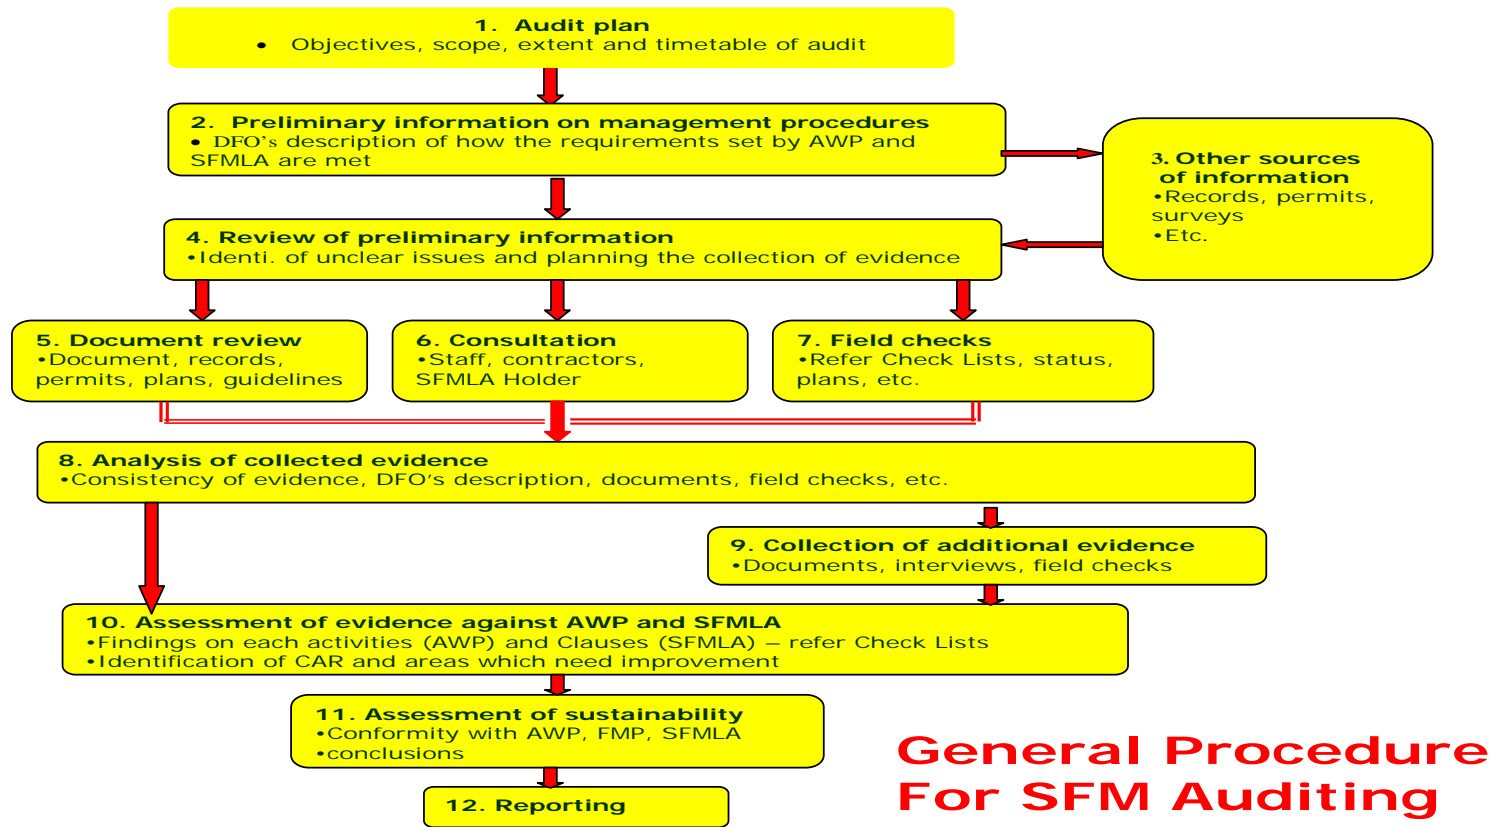 1.  Audit plan
•  Objectives, scope, extent and timetable of audit
2.  Preliminary information on management procedures
• DFO's description of how the requirements set by AWP and
SFMLA are met
3. Other sources
of information
•Records, permits,
surveys
•Etc.
4. Review of preliminary information
•Identi. of unclear issues and planning the collection of evidence
5. Document review
•Document, records,
permits, plans, guidelines
6. Consultation
•Staff, contractors,
SFMLA Holder
7. Field checks
•Refer Check Lists, status,
plans, etc.
8. Analysis of collected evidence
•Consistency of evidence, DFO's description, documents, field checks, etc.
9. Collection of additional evidence
•Documents, interviews, field checks
10. Assessment of evidence against AWP and SFMLA
•Findings on each activities (AWP) and Clauses (SFMLA) – refer Check Lists
•Identification of CAR and areas which need improvement
11. Assessment of sustainability
•Conformity with AWP, FMP, SFMLA
•conclusions
12. Reporting
General Procedure
For SFM Auditing